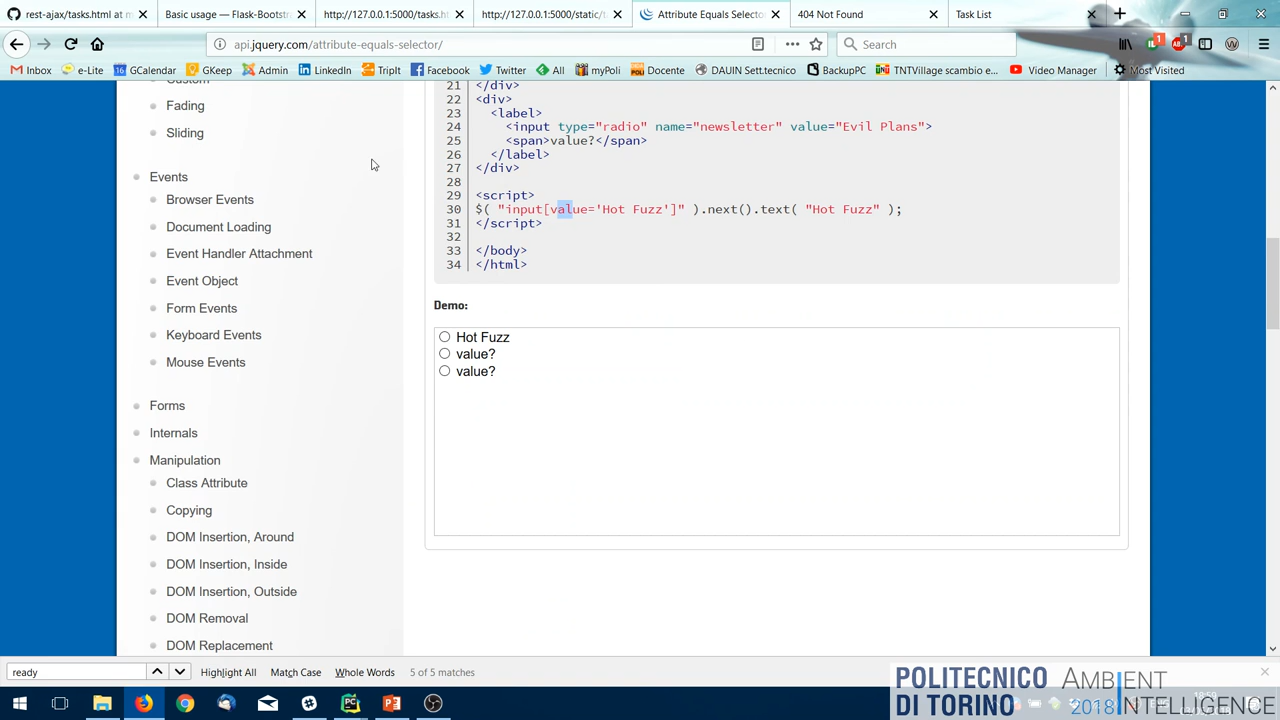 rest-ajax/tasks.html at m
Basic usage — Flask-Bootstra
http://127.0.0.1:5000/tasks.ht
http://127.0.0.1:5000/static/t
Attribute Equals Selector
404 Not Found
Task List
api.jquery.com/attribute-equals-selector/
Search
Inbox
e-Lite
GCalendar
GKeep
Admin
LinkedIn
TripIt
Facebook
Twitter
All
myPoli
Docente
DAUIN Sett.tecnico
BackupPC
TNTVillage scambio e...
Video Manager
Most Visited
Custom
Fading
Sliding
Events
Browser Events
Document Loading
Event Handler Attachment
Event Object
Form Events
Keyboard Events
Mouse Events
Forms
Internals
Manipulation
Class Attribute
Copying
DOM Insertion, Around
DOM Insertion, Inside
DOM Insertion, Outside
DOM Removal
DOM Replacement
21 </div>
22 <div>
23 <label>
24 <input type="radio" name="newsletter" value="Evil Plans">
25 <span>value?</span>
26 </label>
27 </div>
28
29 <script>
30 $( "input[value='Hot Fuzz']" ).next().text( "Hot Fuzz" );
31 </script>
32
33 </body>
34 </html>
Demo:
Hot Fuzz
value?
value?
ready
Highlight All
Match Case
Whole Words
5 of 5 matches
POLITECNICO
DI TORINO
AMBIENT
2018 INTELLIGENCE